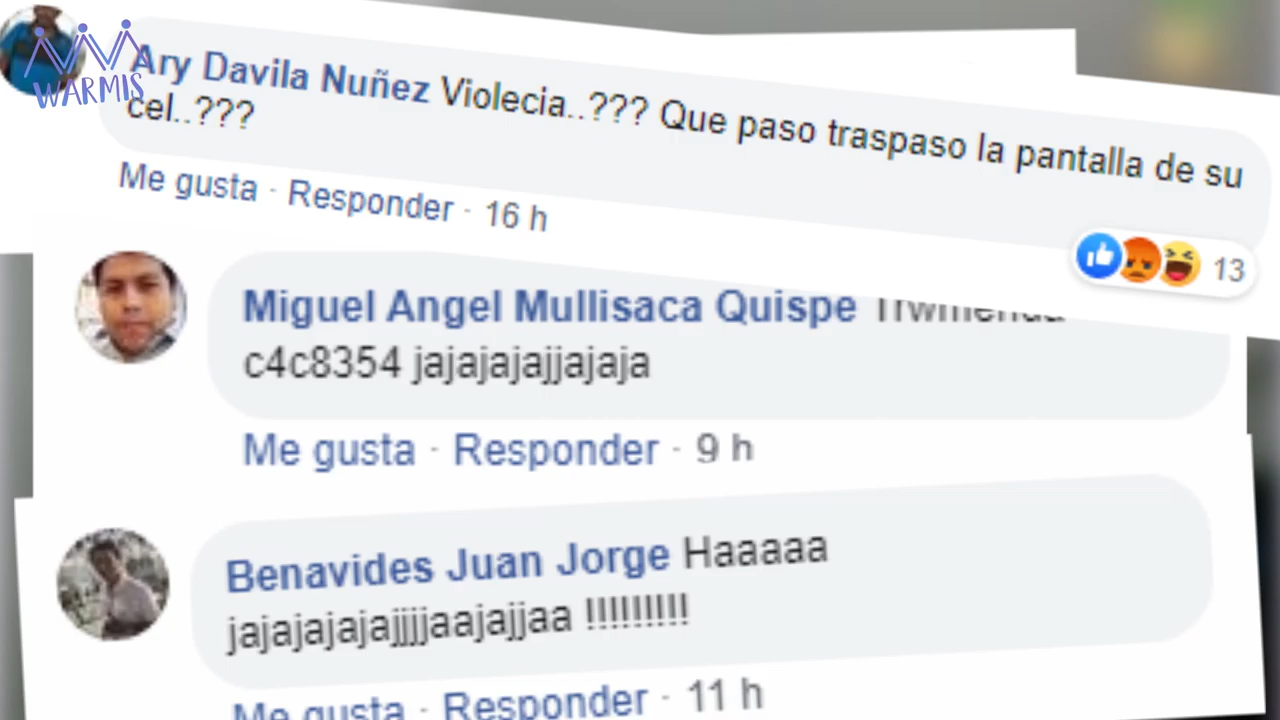 WARMIS
Ary Davila Nuñez Violecia..??? Que paso traspaso la pantalla de su
cel..???
Me gusta · Responder · 16 h
13
Miguel Angel Mullisaca Quispe
c4c8354 jajajajajjajaja
Me gusta · Responder · 9 h
Benavides Juan Jorge Haaaaa
jajajajajajjjjaajajjaa !!!!!!!!!
Me gusta · Responder · 11 h